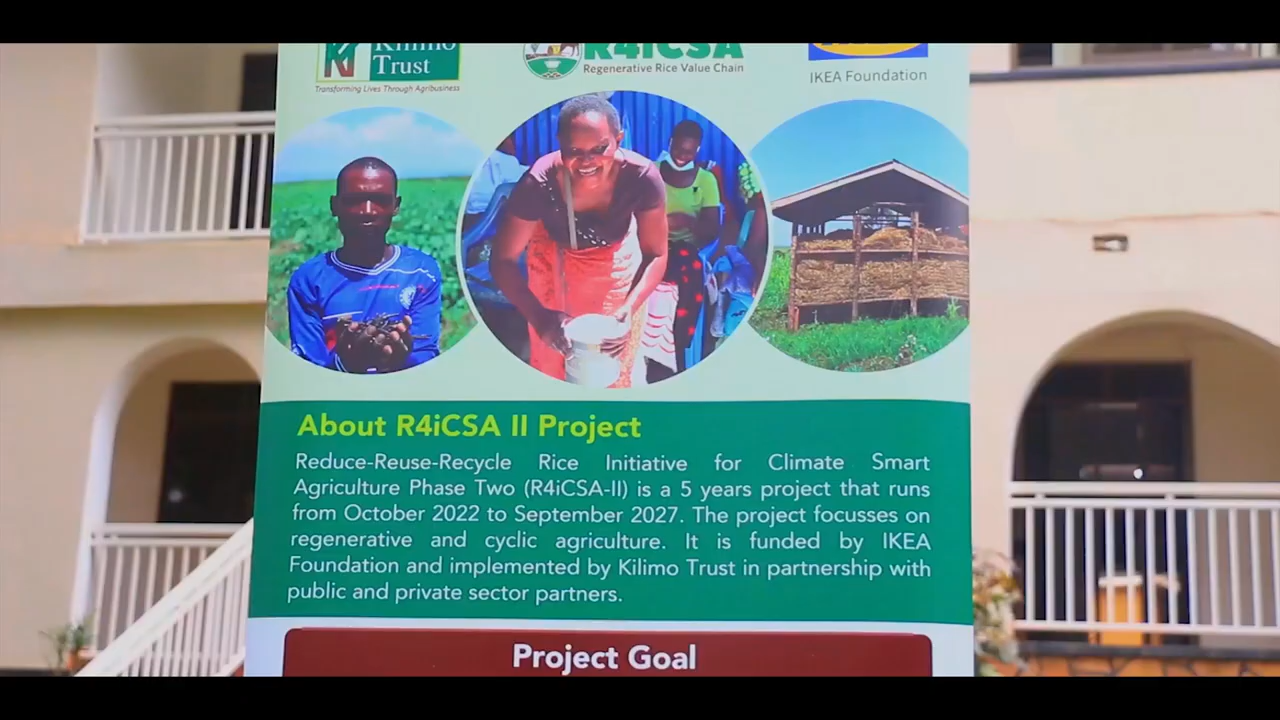 Kilimo
Trust
Transforming Lives Through Agribusiness
R4iCSA
Regenerative Rice Value Chain
IKEA Foundation
About R4iCSA II Project
Reduce-Reuse-Recycle Rice Initiative for Climate Smart
Agriculture Phase Two (R4iCSA-II) is a 5 years project that runs
from October 2022 to September 2027. The project focusses on
regenerative and cyclic agriculture. It is funded by IKEA
Foundation and implemented by Kilimo Trust in partnership with
public and private sector partners.
Project Goal